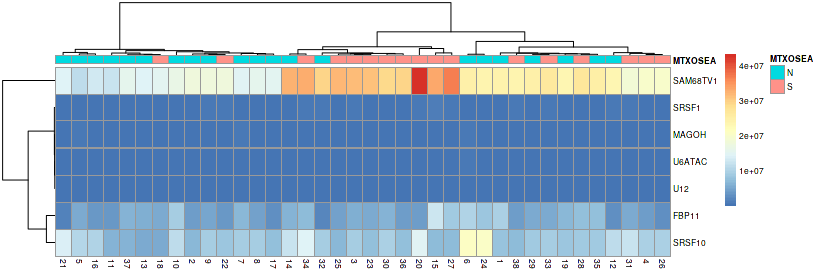 MTXOSEA
MTXOSEA
N
S
4e+07
3e+07
2e+07
1e+07
SAM68TV1
SRSF1
MAGOH
U6ATAC
U12
FBP11
SRSF10
21 5 16 11 37 13 18 10 2 9 22 7 8 17 14 34 32 25 3 23 30 36 20 15 27 6 24 1 38 29 33 19 28 35 12 31 4 26